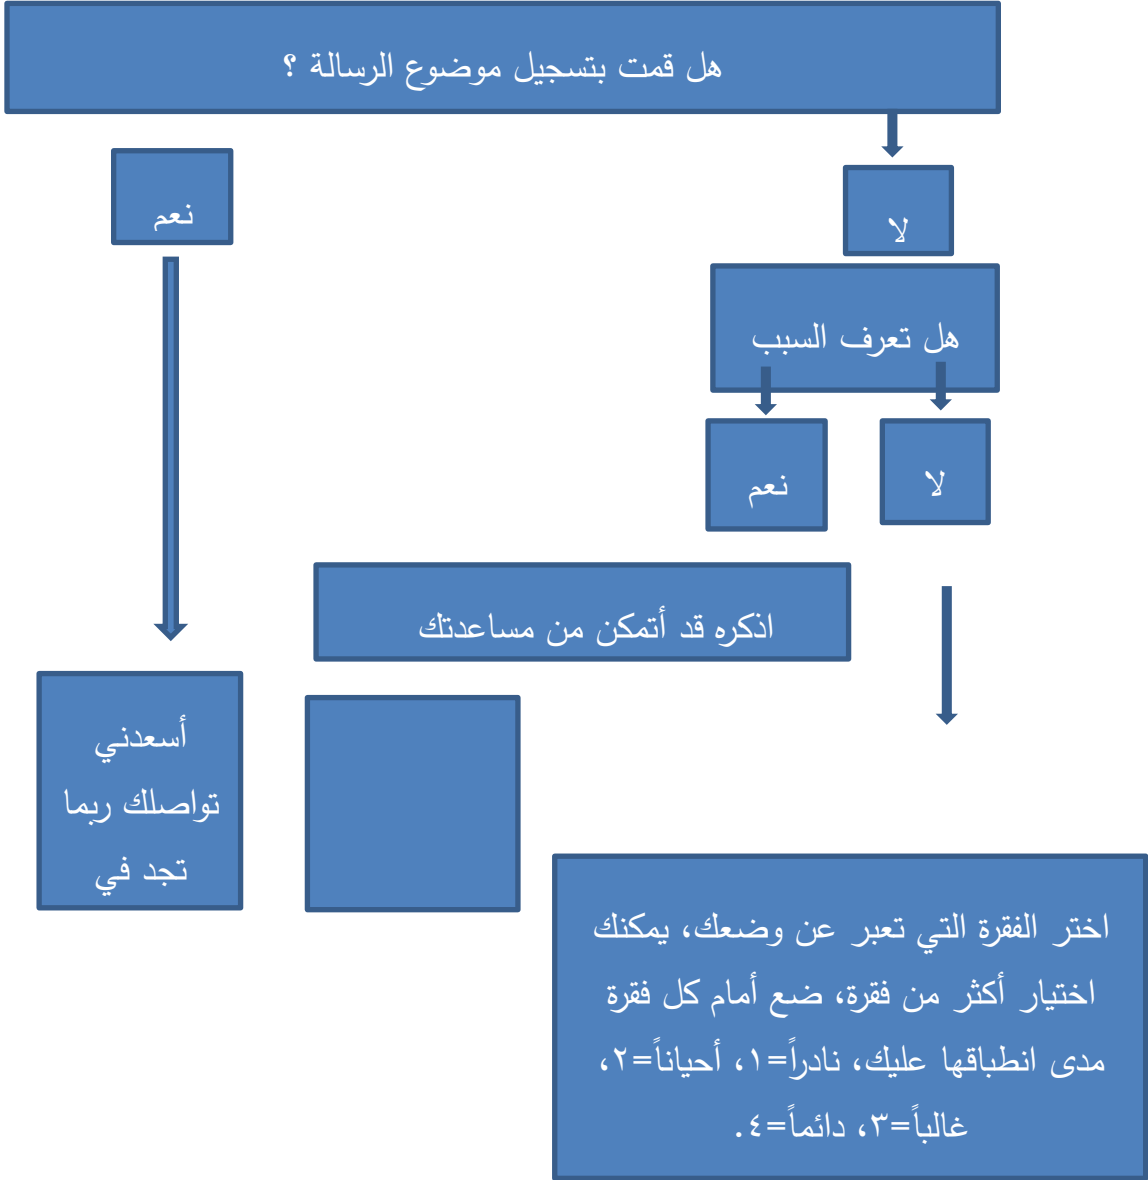 هل قمت بتسجيل موضوع الرسالة ؟
لا
نعم
هل تعرف السبب
لا
نعم
اذكره قد أتمكن من مساعدتك
أسعدني
تواصلك ربما
تجد في
اختر الفقرة التي تعبر عن وضعك، يمكنك
اختيار أكثر من فقرة، ضع أمام كل فقرة
مدى انطباقها عليك، نادراً=١، أحياناً=٢،
غالباً=٣، دائماً=٤.